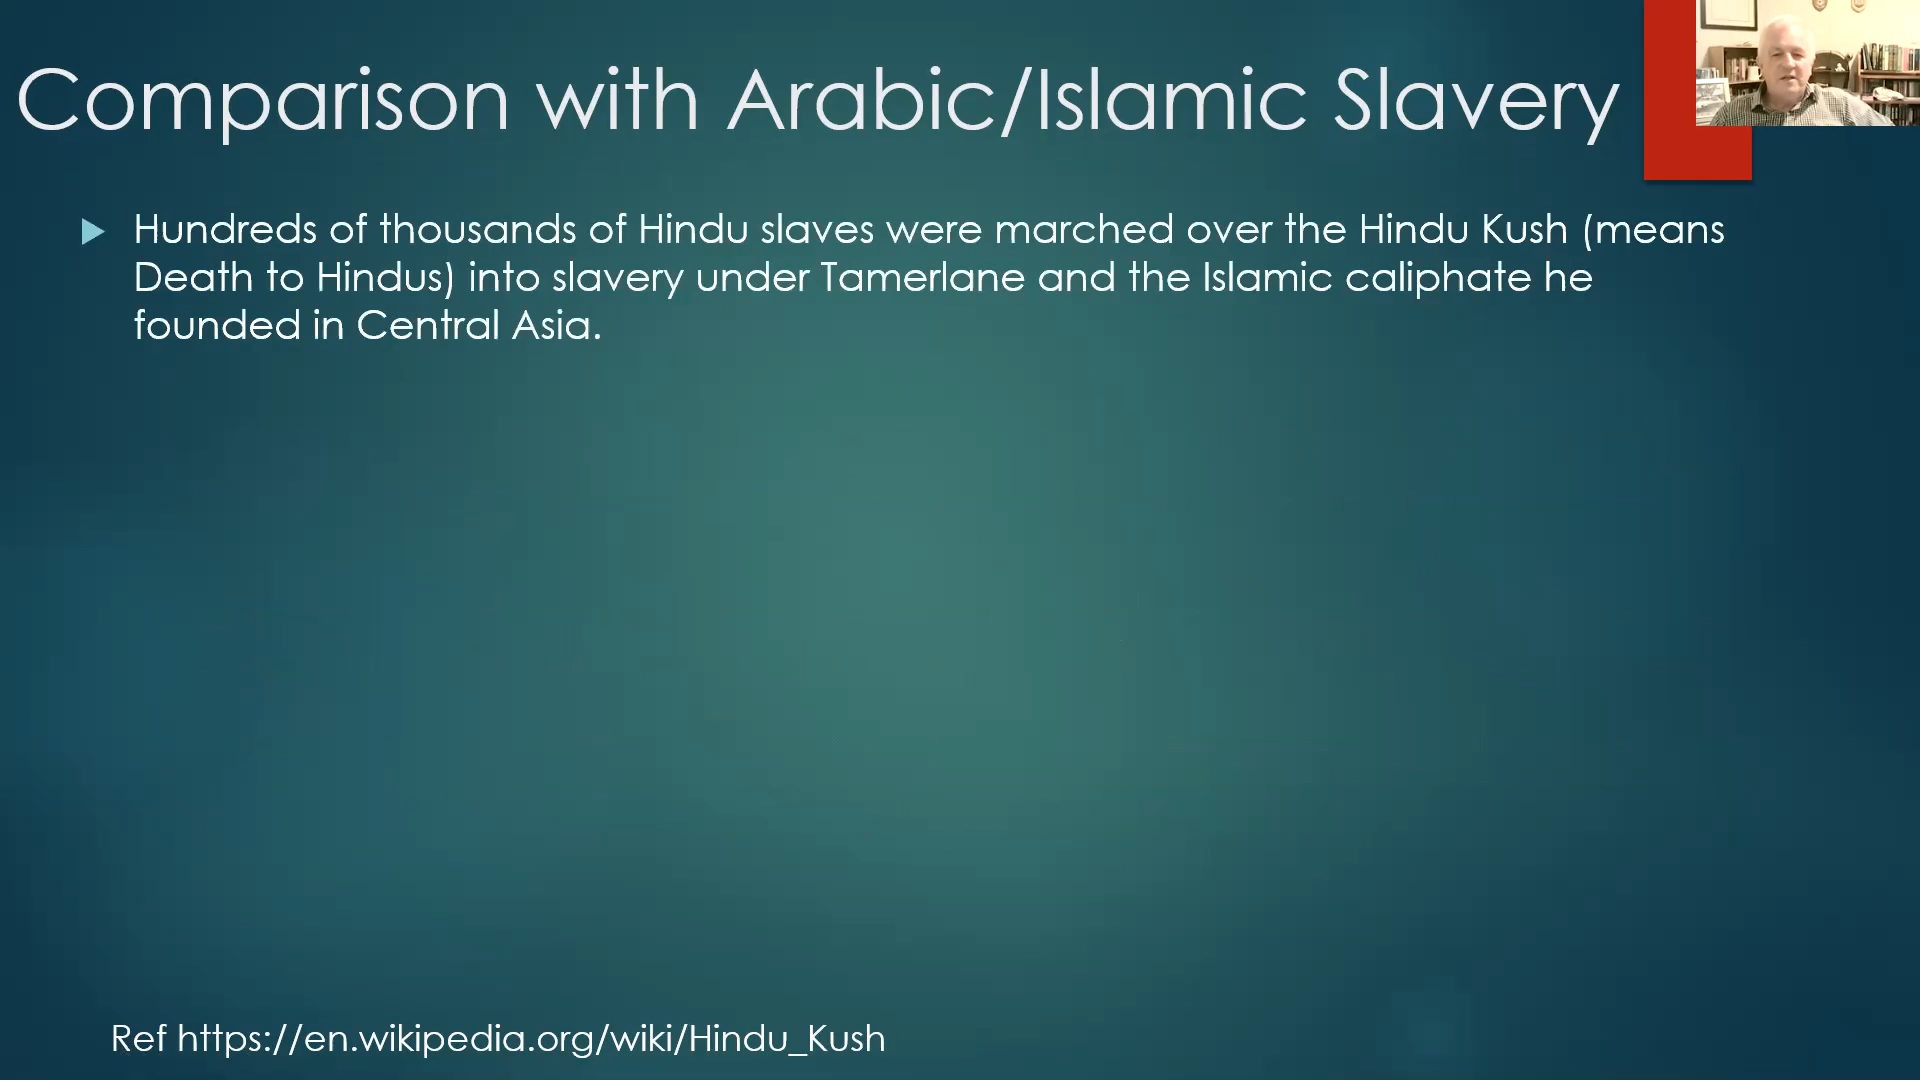 Comparison with Arabic/Islamic Slavery
Hundreds of thousands of Hindu slaves were marched over the Hindu Kush (means
Death to Hindus) into slavery under Tamerlane and the Islamic caliphate he
founded in Central Asia.
Ref https://en.wikipedia.org/wiki/Hindu_Kush